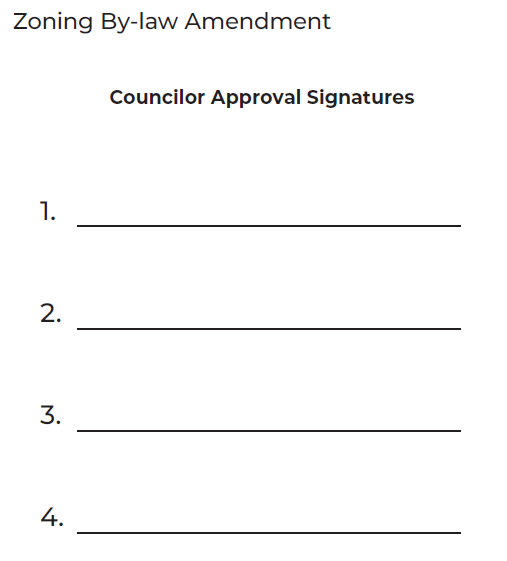 Zoning By-law Amendment
Councilor Approval Signatures
1.
2.
3.
4.